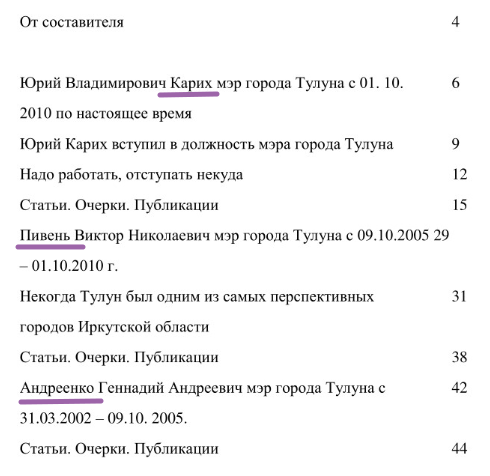 От составителя 4
Юрий Владимирович Карих мэр города Тулуна с 01. 10. 6
2010 по настоящее время
Юрий Карих вступил в должность мэра города Тулуна 9
Надо работать, отступать некуда 12
Статьи. Очерки. Публикации 15
Пивень Виктор Николаевич мэр города Тулуна с 09.10.2005 29
– 01.10.2010 г.
Некогда Тулун был одним из самых перспективных 31
городов Иркутской области
Статьи. Очерки. Публикации 38
Андреенко Геннадий Андреевич мэр города Тулуна с 42
31.03.2002 – 09.10. 2005.
Статьи. Очерки. Публикации 44